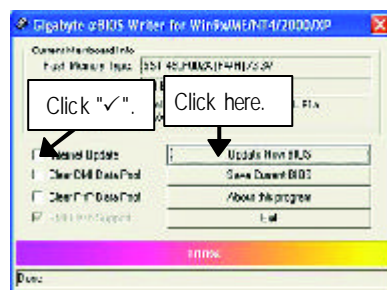 Gigabyte @BIOS Writer for Win9x/ME/NT4/2000/XP
Current Mainboard Info
Flash Memory Type:
Click "✓".
Click here.
Internet Update
Update New BIOS
Clear DMI Data Pool
Save Current BIOS
Clear PnP Data Pool
About this program
Exit
100%
Done